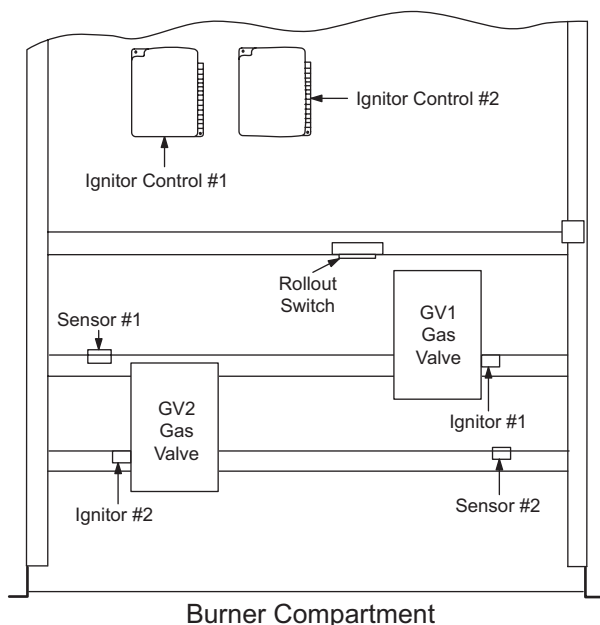 Ignitor Control #2
Ignitor Control #1
Rollout
Switch
Sensor #1
GV1
Gas
Valve
GV2
Gas
Valve
Ignitor #1
Ignitor #2
Sensor #2
Burner Compartment